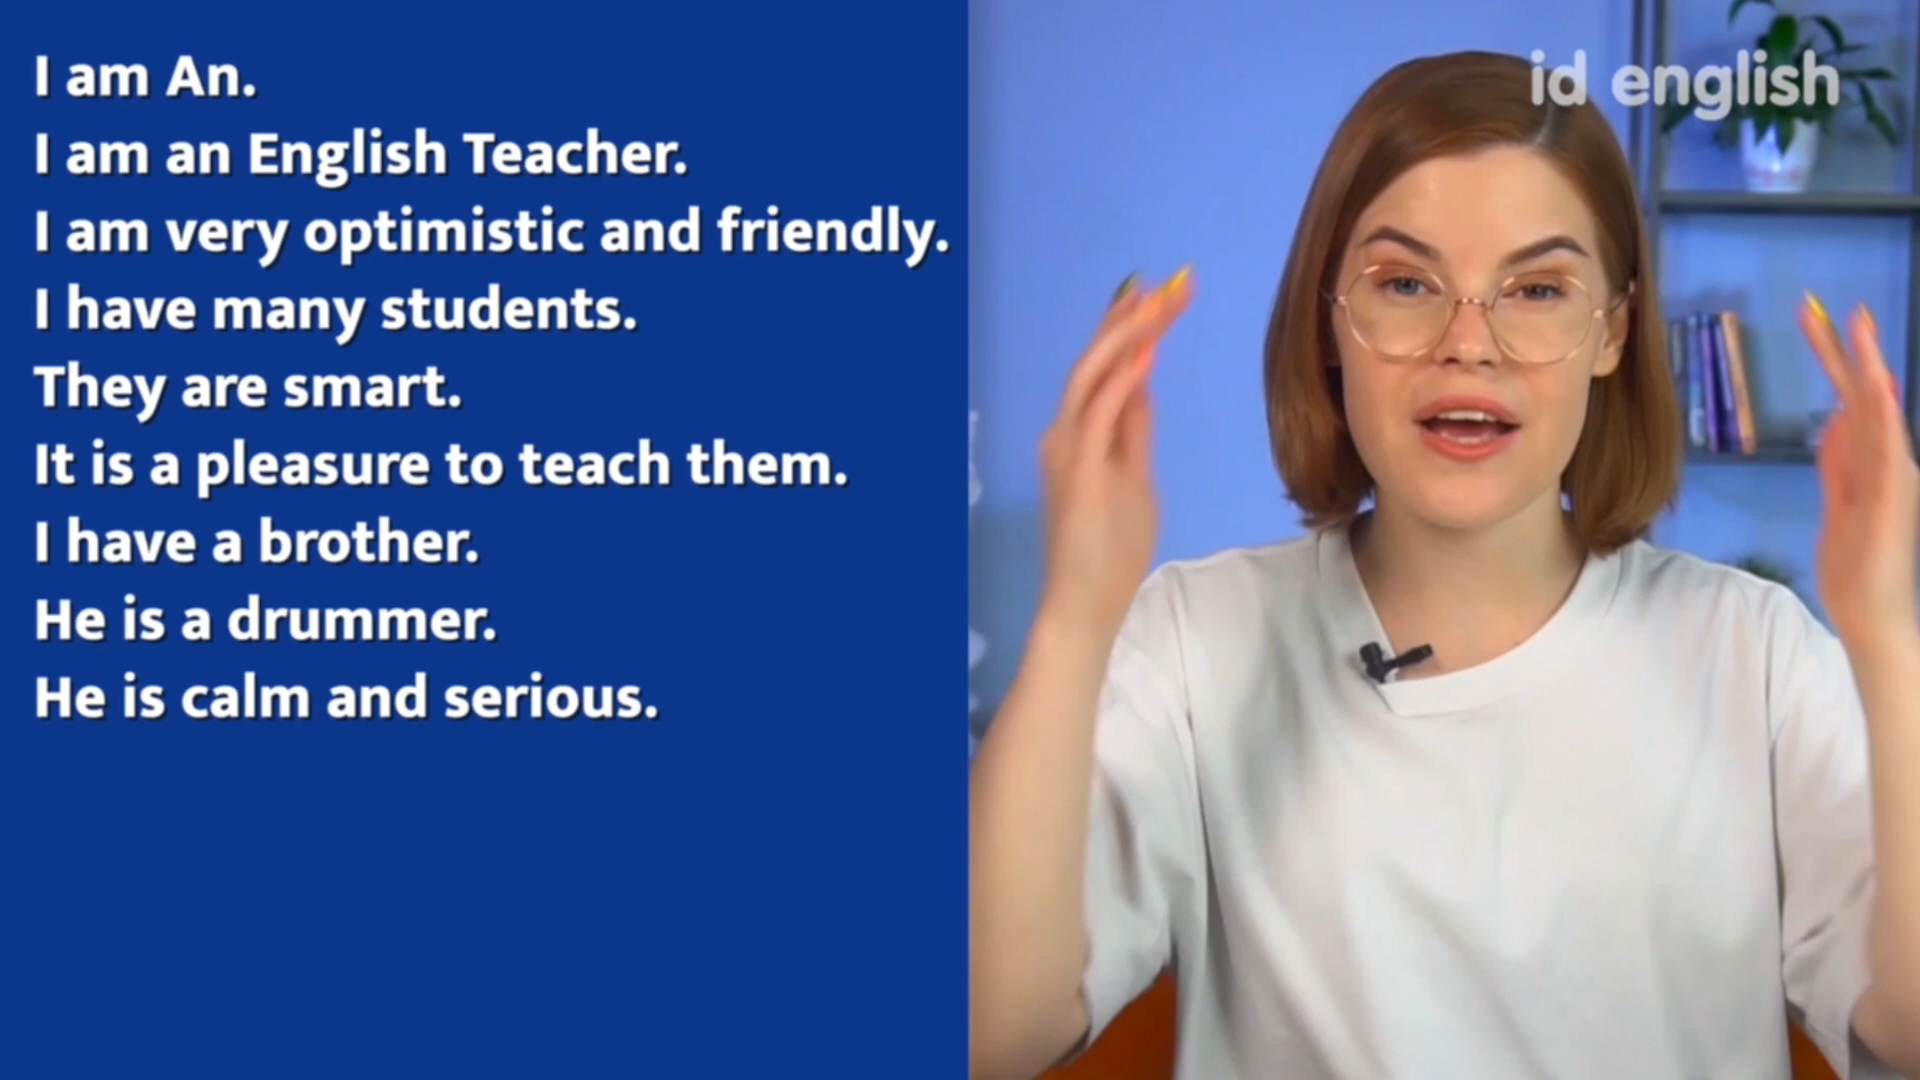 id english
I am An.
I am an English Teacher.
I am very optimistic and friendly.
I have many students.
They are smart.
It is a pleasure to teach them.
I have a brother.
He is a drummer.
He is calm and serious.